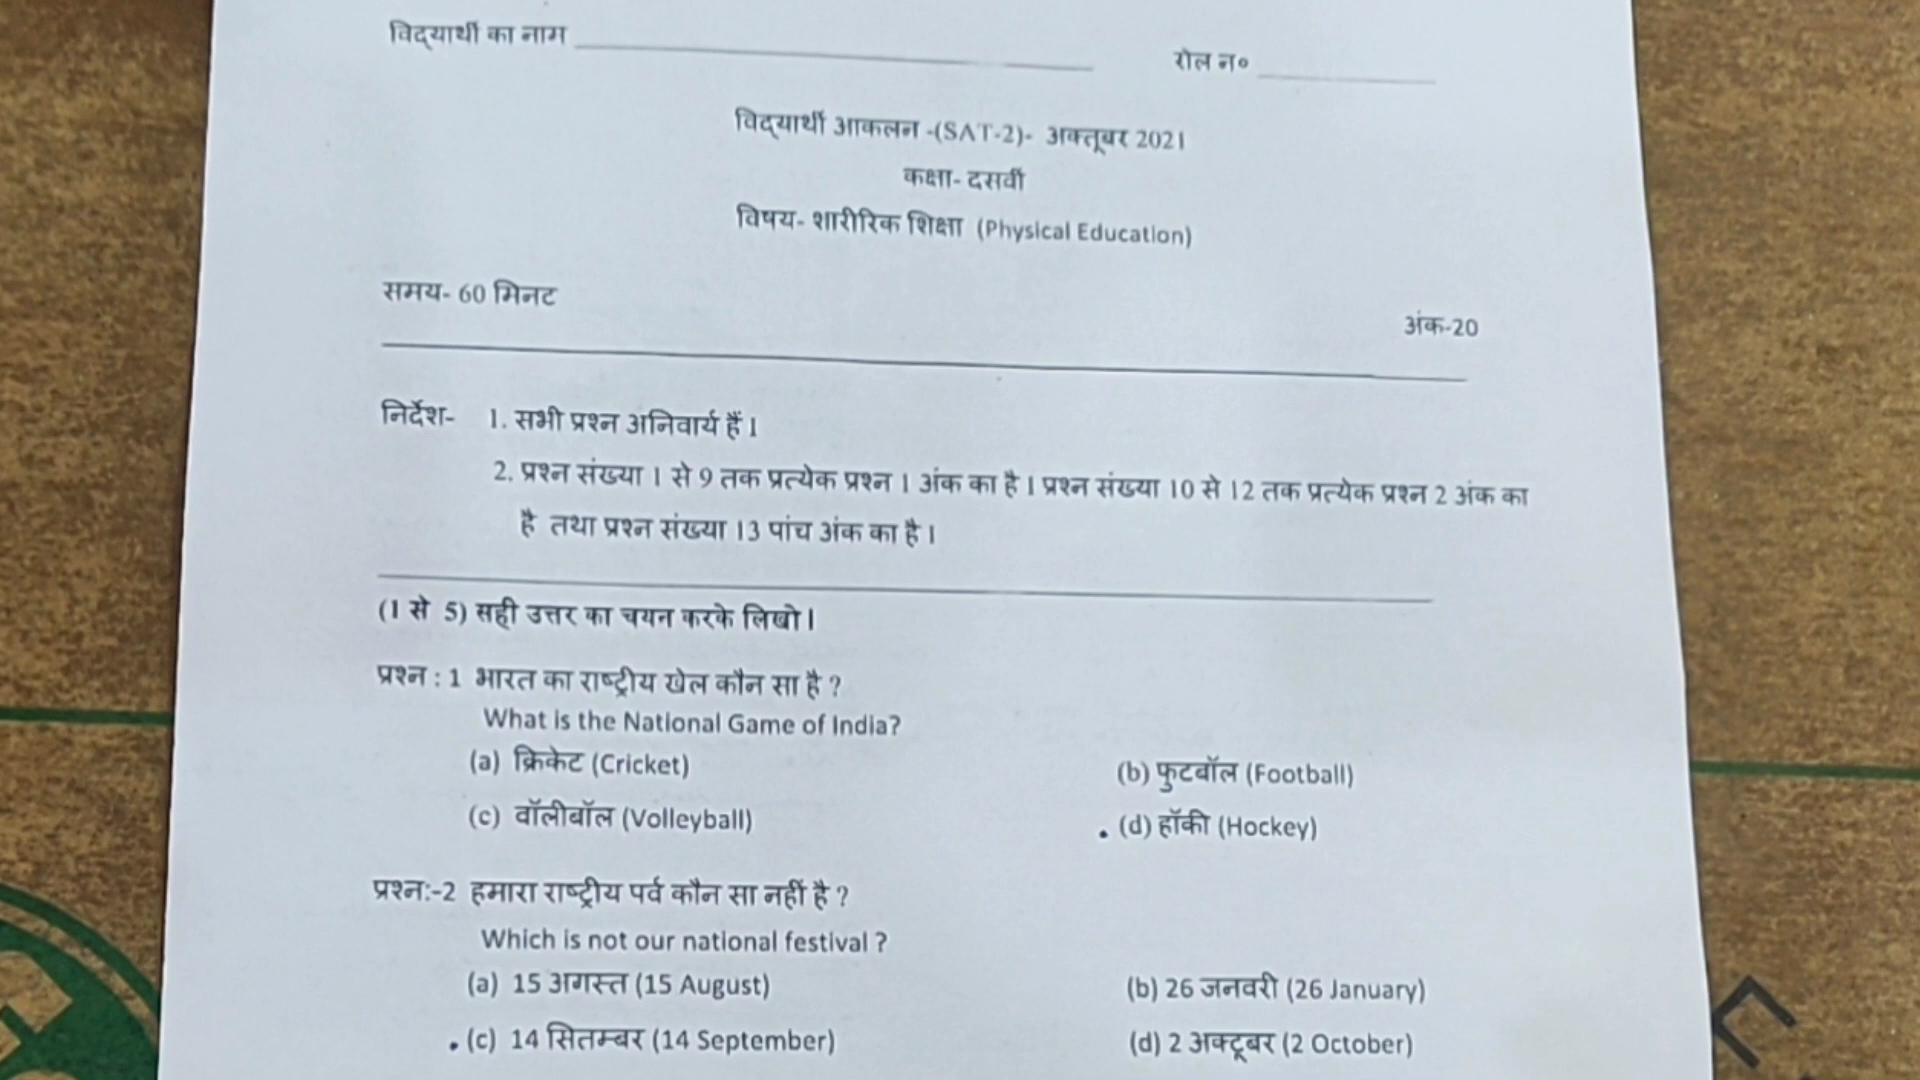 विद्यार्थी का नाम ____________ रोल न० ____________
विद्यार्थी आकलन -(SAT-2)- अक्तूबर 2021
कक्षा- दसवीं
विषय- शारीरिक शिक्षा (Physical Education)
समय- 60 मिनट
अंक-20
निर्देश- 1. सभी प्रश्न अनिवार्य हैं।
2. प्रश्न संख्या 1 से 9 तक प्रत्येक प्रश्न 1 अंक का है। प्रश्न संख्या 10 से 12 तक प्रत्येक प्रश्न 2 अंक का
है तथा प्रश्न संख्या 13 पांच अंक का है।
(1 से 5) सही उत्तर का चयन करके लिखो।
प्रश्न : 1 भारत का राष्ट्रीय खेल कौन सा है ?
What is the National Game of India?
(a) क्रिकेट (Cricket) (b) फुटबॉल (Football)
(c) वॉलीबॉल (Volleyball) . (d) हॉकी (Hockey)
प्रश्न:-2 हमारा राष्ट्रीय पर्व कौन सा नहीं है ?
Which is not our national festival ?
(a) 15 अगस्त (15 August) (b) 26 जनवरी (26 January)
. (c) 14 सितम्बर (14 September) (d) 2 अक्टूबर (2 October)